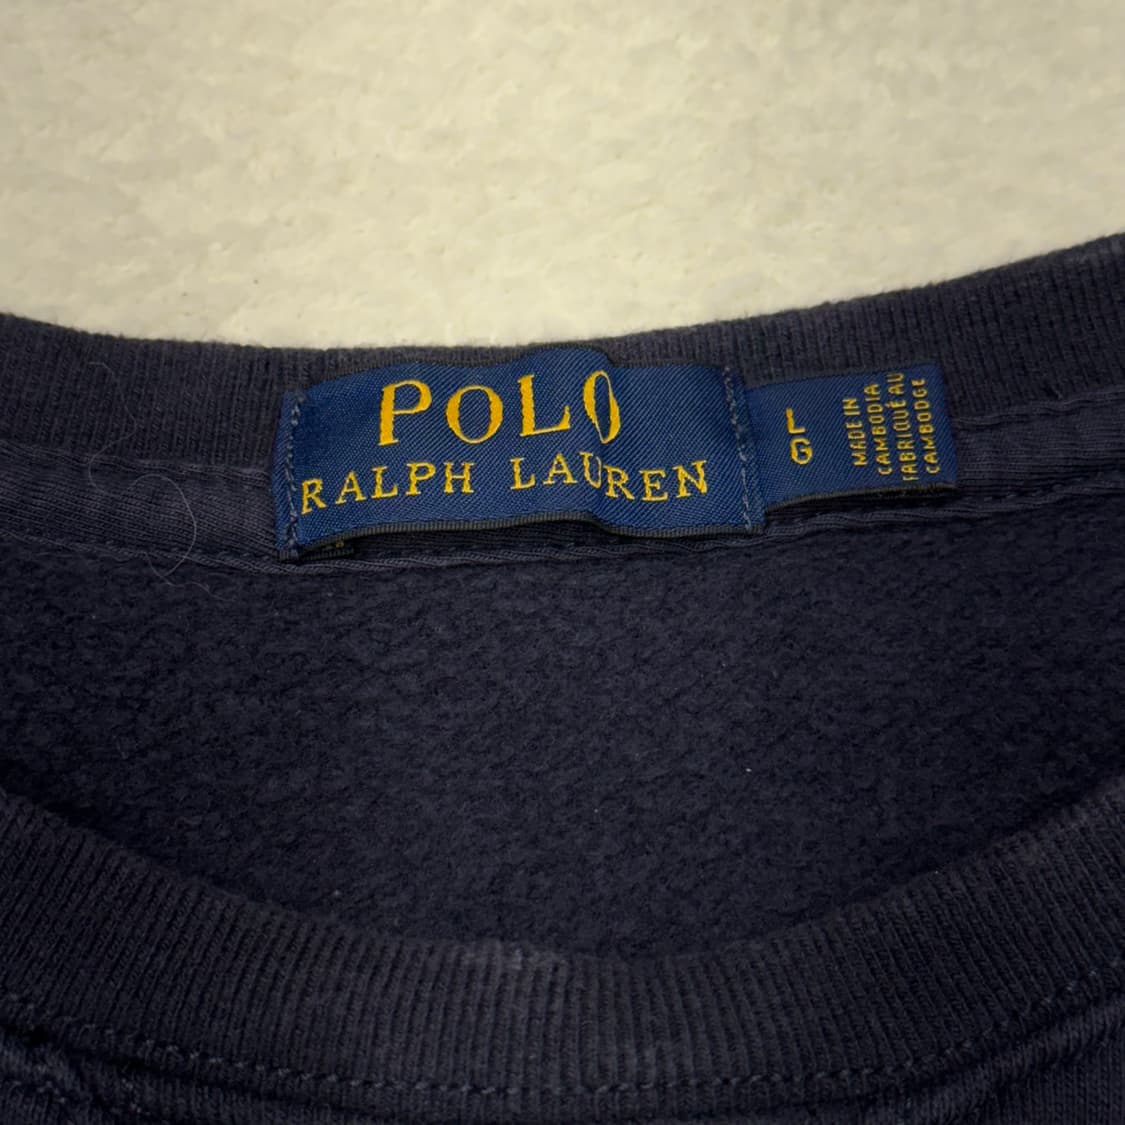 POLO
RALPH LAUREN
L
G
MADE IN
CAMBODIA
FABRIQUÉ AU
CAMBODGE